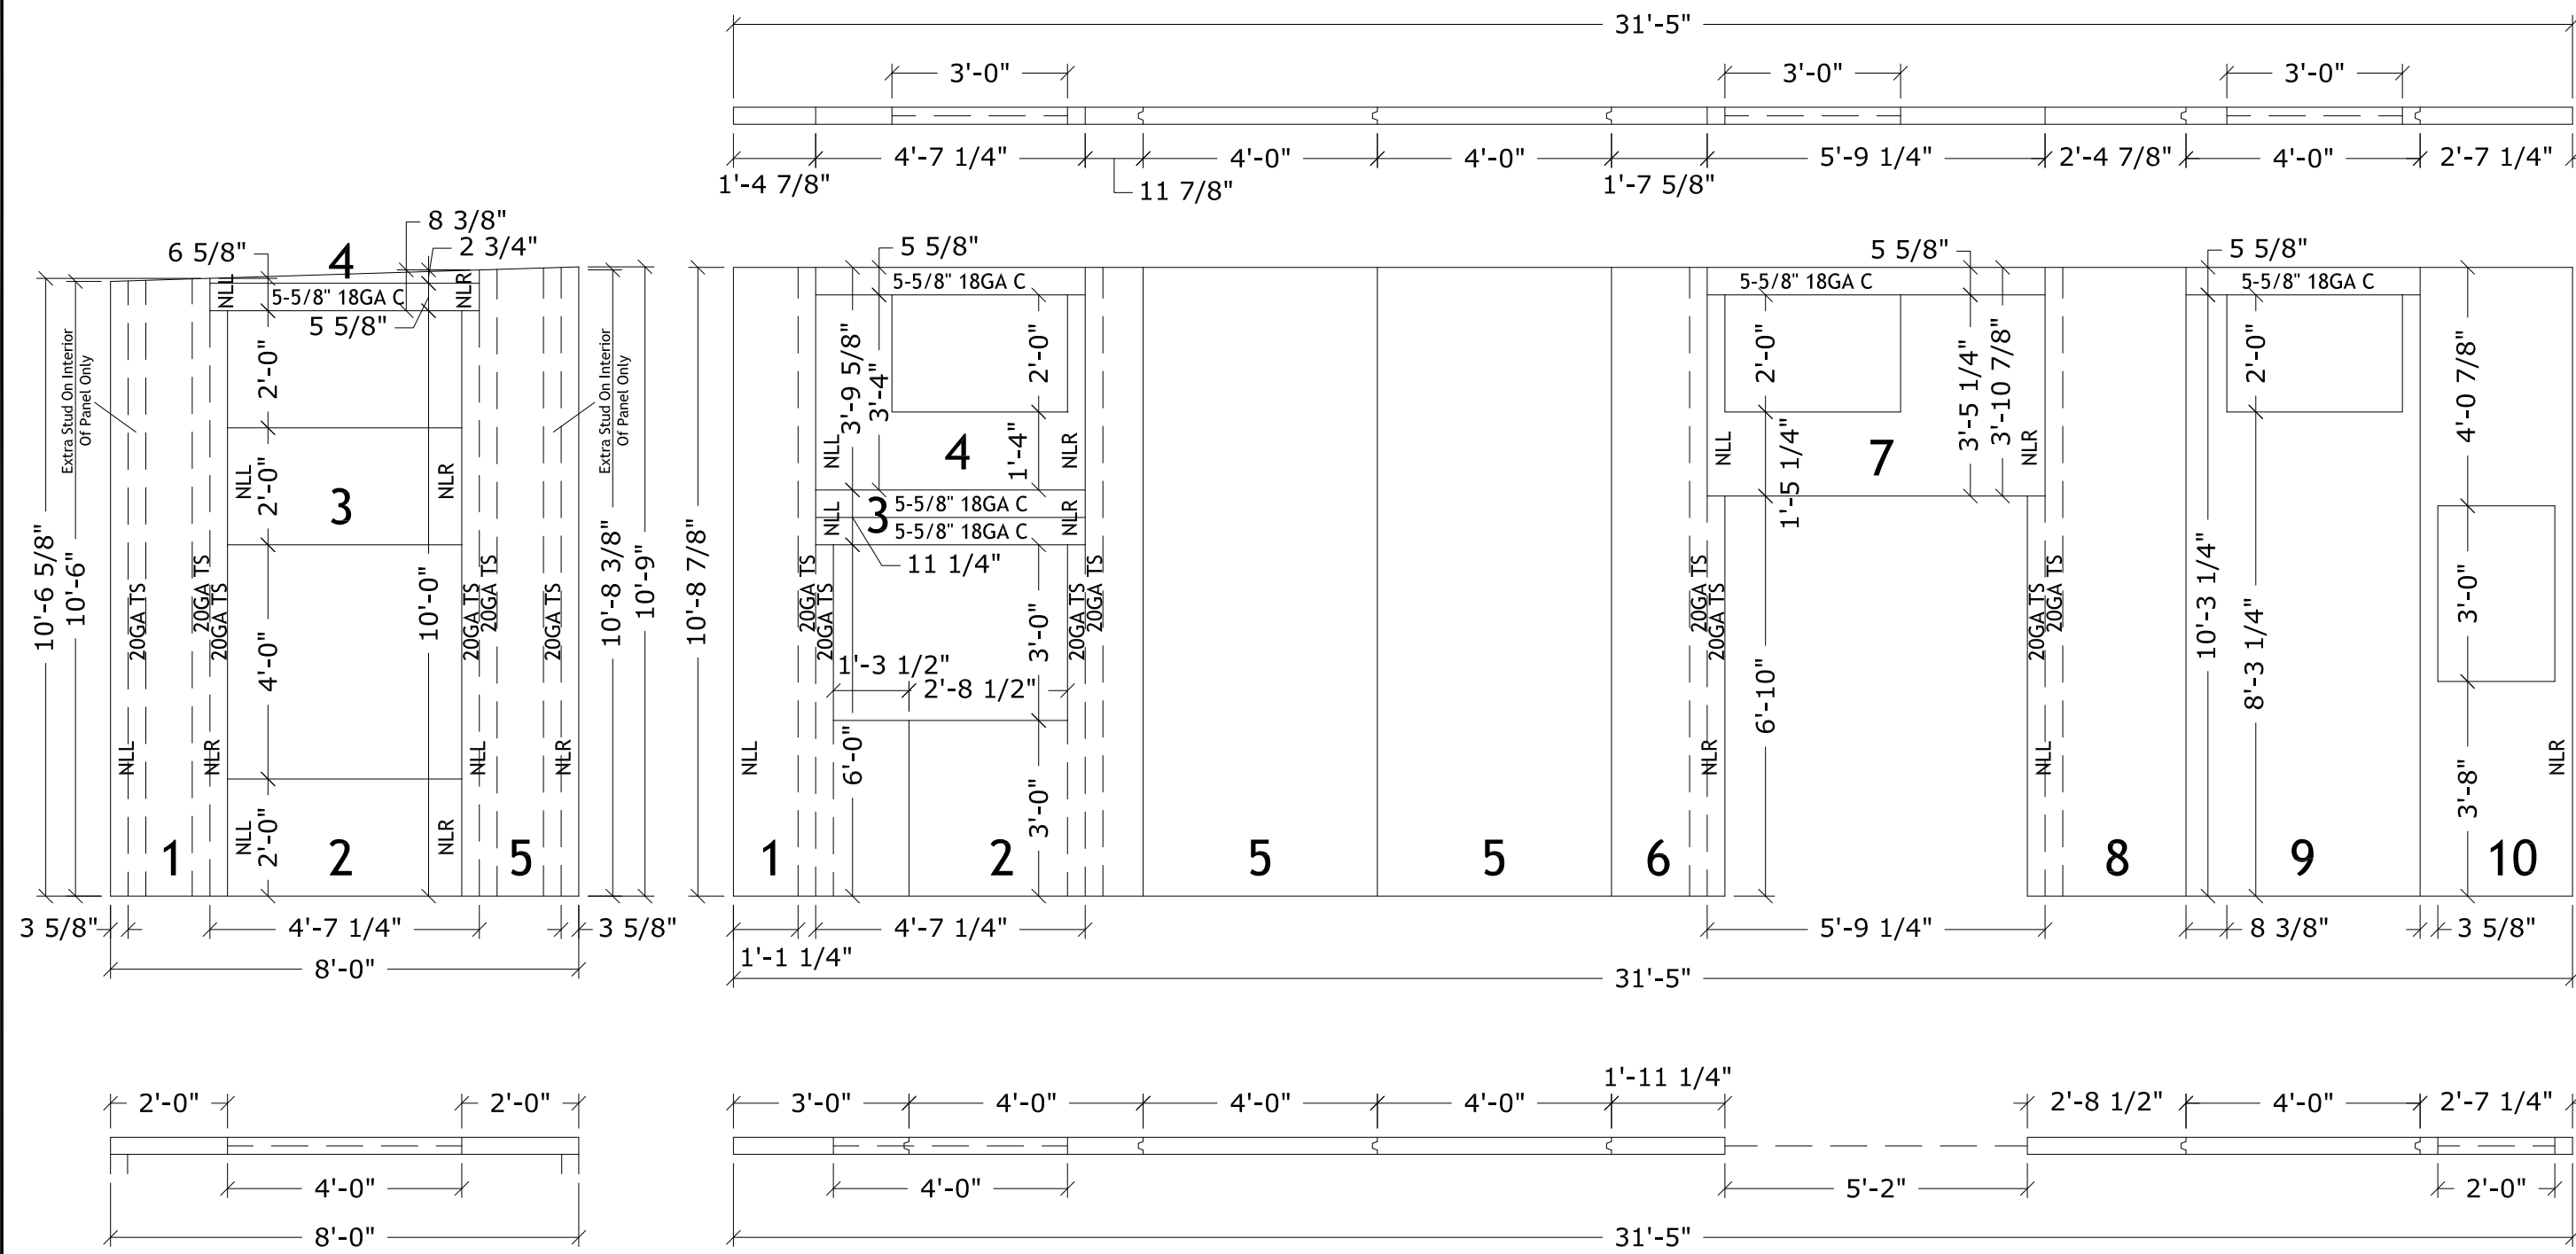 31'-5"
3'-0"
3'-0"
3'-0"
4'-7 1/4"
4'-0"
4'-0"
5'-9 1/4"
2'-4 7/8"
4'-0"
2'-7 1/4"
1'-4 7/8"
11 7/8"
1'-7 5/8"
8 3/8"
2 3/4"
6 5/8"
4
NLL
5-5/8" 18GA C
NLR
5 5/8"
Extra Stud On Interior
Of Panel Only
Extra Stud On Interior
Of Panel Only
2'-0"
2'-0"
NLL
NLR
3
10'-6 5/8"
10'-6"
20GA TS
20GA TS
20GA TS
4'-0"
10'-0"
20GA TS
20GA TS
20GA TS
10'-8 3/8"
10'-9"
NLL
NLR
NLL
NLR
NLL
2'-0"
NLR
1
2
5
3 5/8"
4'-7 1/4"
3 5/8"
8'-0"
5 5/8"
5-5/8" 18GA C
3'-9 5/8"
3'-4"
2'-0"
1'-4"
NLL
4
NLR
NLL
3
5-5/8" 18GA C
5-5/8" 18GA C
NLR
11 1/4"
10'-8 7/8"
20GA TS
20GA TS
20GA TS
20GA TS
3'-0"
1'-3 1/2"
2'-8 1/2"
6'-0"
3'-0"
NLL
1
2
5
5
6
5 5/8"
5-5/8" 18GA C
2'-0"
1'-5 1/4"
3'-5 1/4"
3'-10 7/8"
NLL
7
NLR
20GA TS
20GA TS
20GA TS
20GA TS
6'-10"
NLR
NLL
8
5 5/8"
5-5/8" 18GA C
2'-0"
10'-3 1/4"
8'-3 1/4"
9
4'-0 7/8"
3'-0"
3'-8"
NLR
10
1'-1 1/4"
4'-7 1/4"
5'-9 1/4"
8 3/8"
3 5/8"
31'-5"
2'-0"
2'-0"
4'-0"
8'-0"
3'-0"
4'-0"
4'-0"
4'-0"
1'-11 1/4"
2'-8 1/2"
4'-0"
2'-7 1/4"
4'-0"
5'-2"
2'-0"
31'-5"